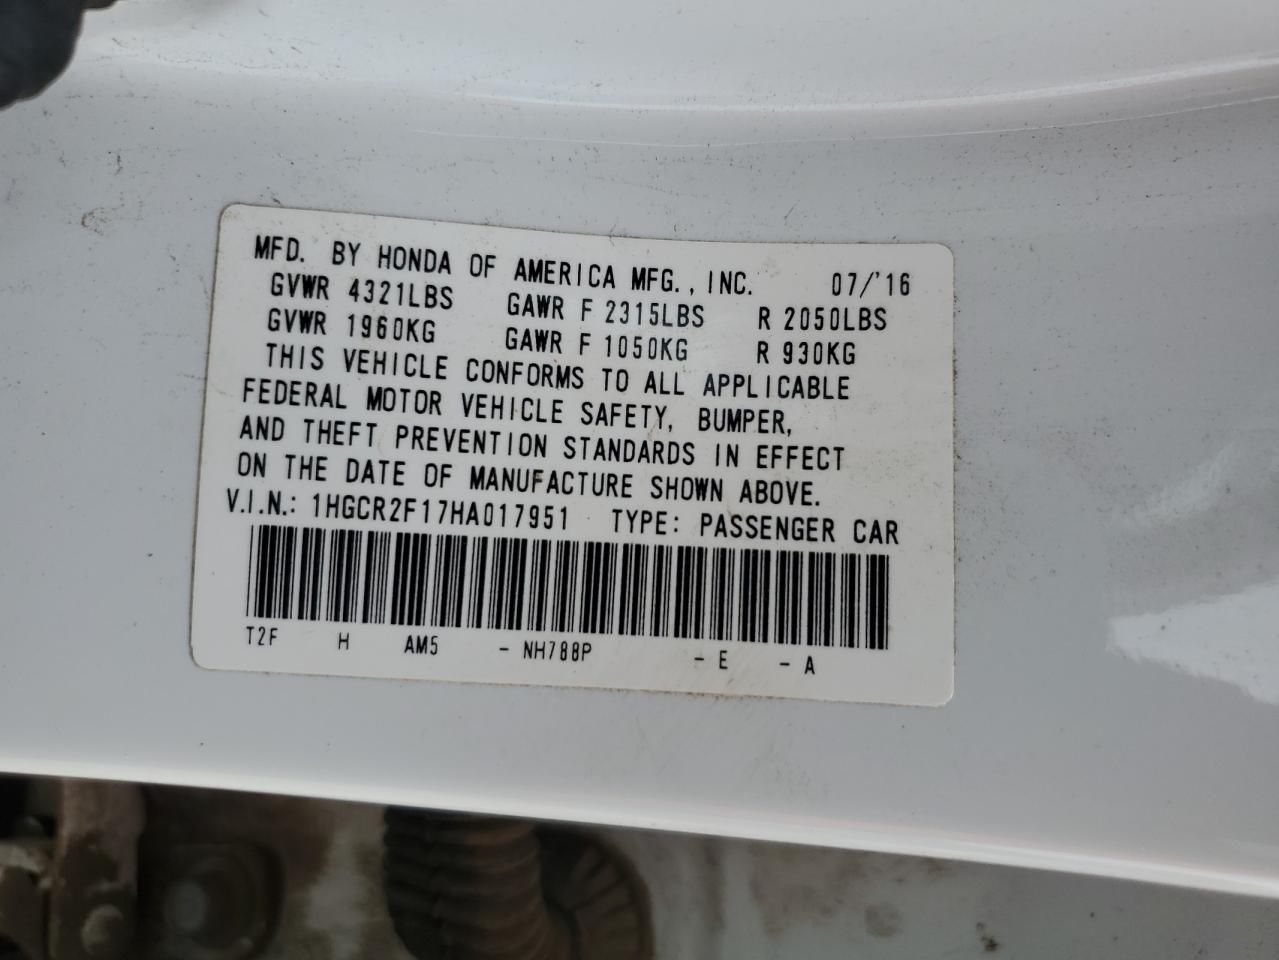 MFD. BY HONDA OF AMERICA MFG., INC. 07/'16
GVWR 4321LBS GAWR F 2315LBS R 2050LBS
GVWR 1960KG GAWR F 1050KG R 930KG
THIS VEHICLE CONFORMS TO ALL APPLICABLE
FEDERAL MOTOR VEHICLE SAFETY, BUMPER,
AND THEFT PREVENTION STANDARDS IN EFFECT
ON THE DATE OF MANUFACTURE SHOWN ABOVE.
V.I.N.: 1HGCR2F17HA017951 TYPE: PASSENGER CAR
T2F H AM5 - NH788P - E - A